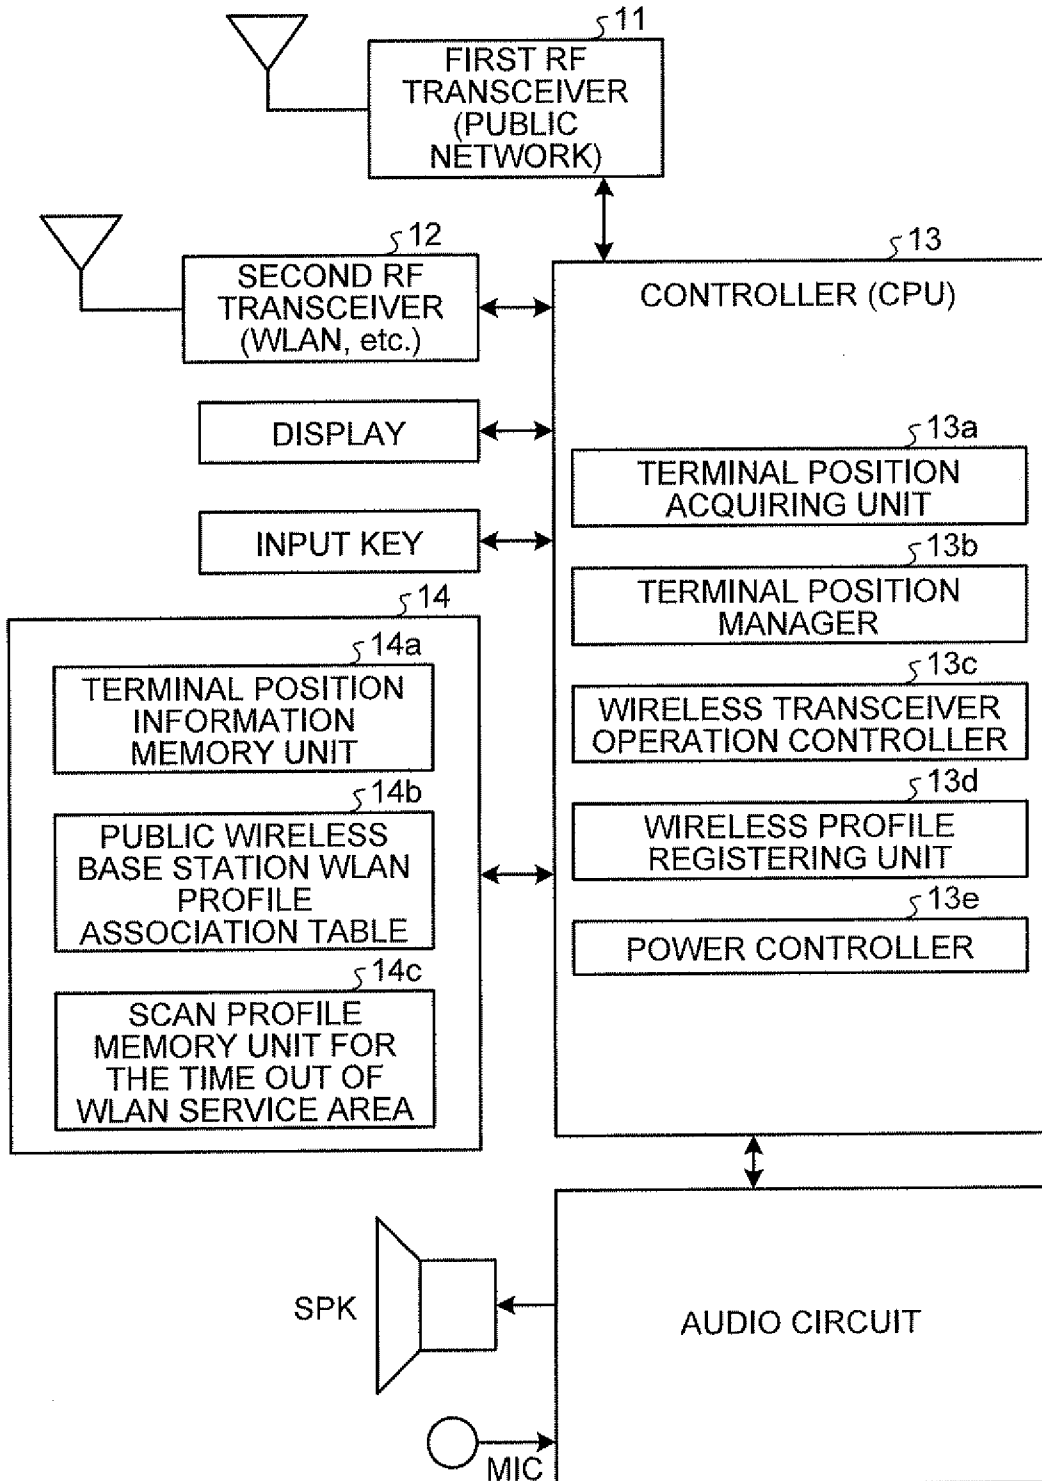 11
FIRST RF
TRANSCEIVER
(PUBLIC
NETWORK)
12
SECOND RF
TRANSCEIVER
(WLAN, etc.)
13
CONTROLLER (CPU)
DISPLAY
INPUT KEY
13a
TERMINAL POSITION
ACQUIRING UNIT
13b
TERMINAL POSITION
MANAGER
13c
WIRELESS TRANSCEIVER
OPERATION CONTROLLER
13d
WIRELESS PROFILE
REGISTERING UNIT
13e
POWER CONTROLLER
14
14a
TERMINAL POSITION
INFORMATION
MEMORY UNIT
14b
PUBLIC WIRELESS
BASE STATION WLAN
PROFILE
ASSOCIATION TABLE
14c
SCAN PROFILE
MEMORY UNIT FOR
THE TIME OUT OF
WLAN SERVICE AREA
SPK
AUDIO CIRCUIT
MIC